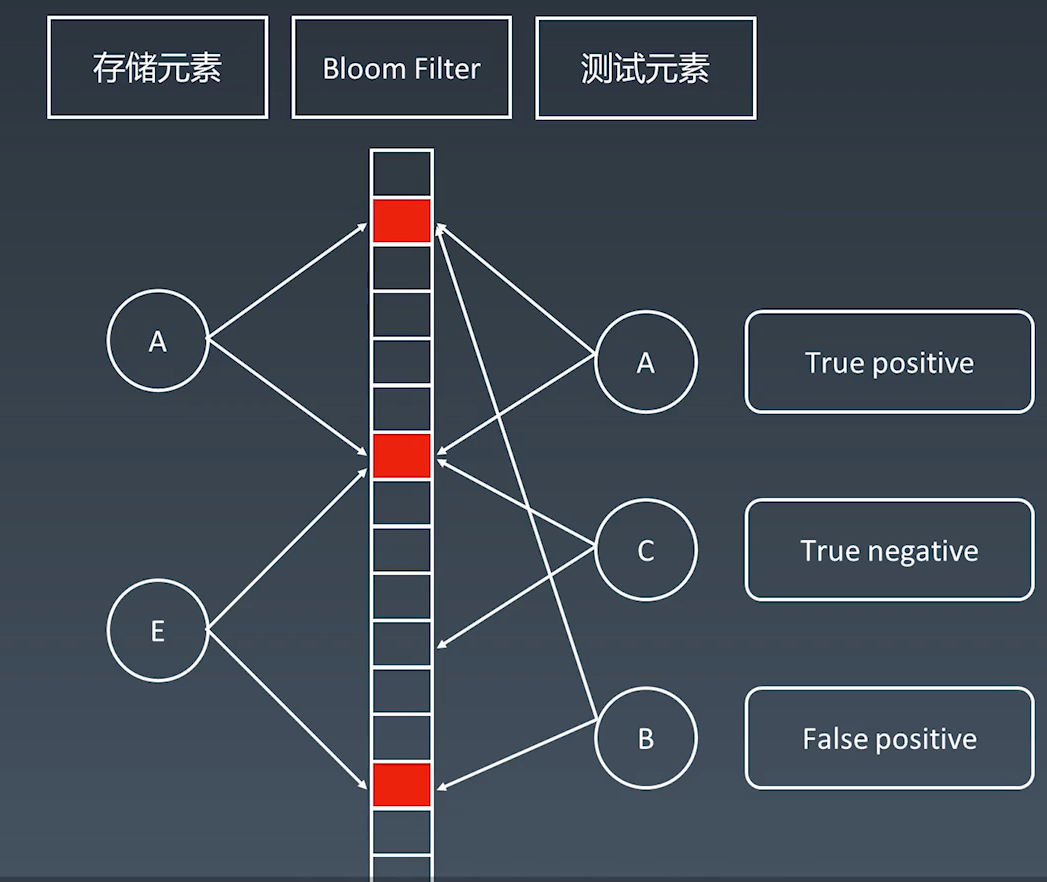 存储元素
Bloom Filter
测试元素
A
A
True positive
C
True negative
E
B
False positive